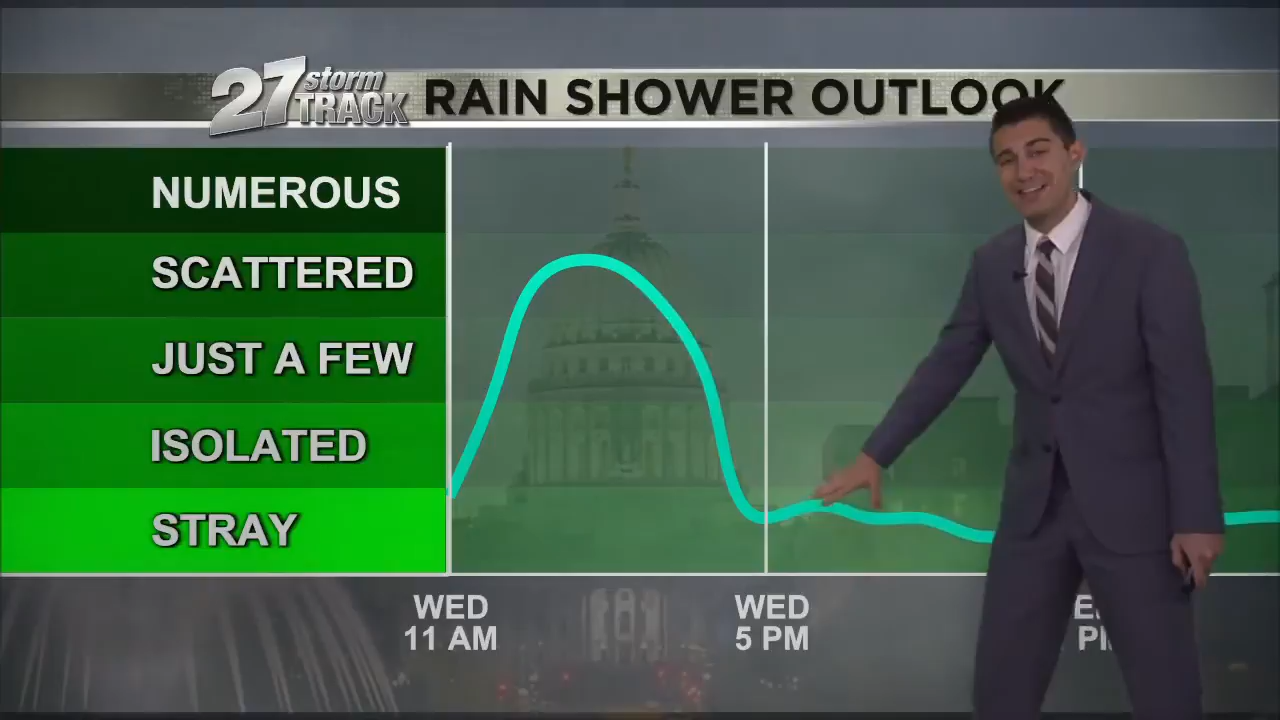 27 storm TRACK RAIN SHOWER OUTLOOK
NUMEROUS
SCATTERED
JUST A FEW
ISOLATED
STRAY
WED
11 AM
WED
5 PM